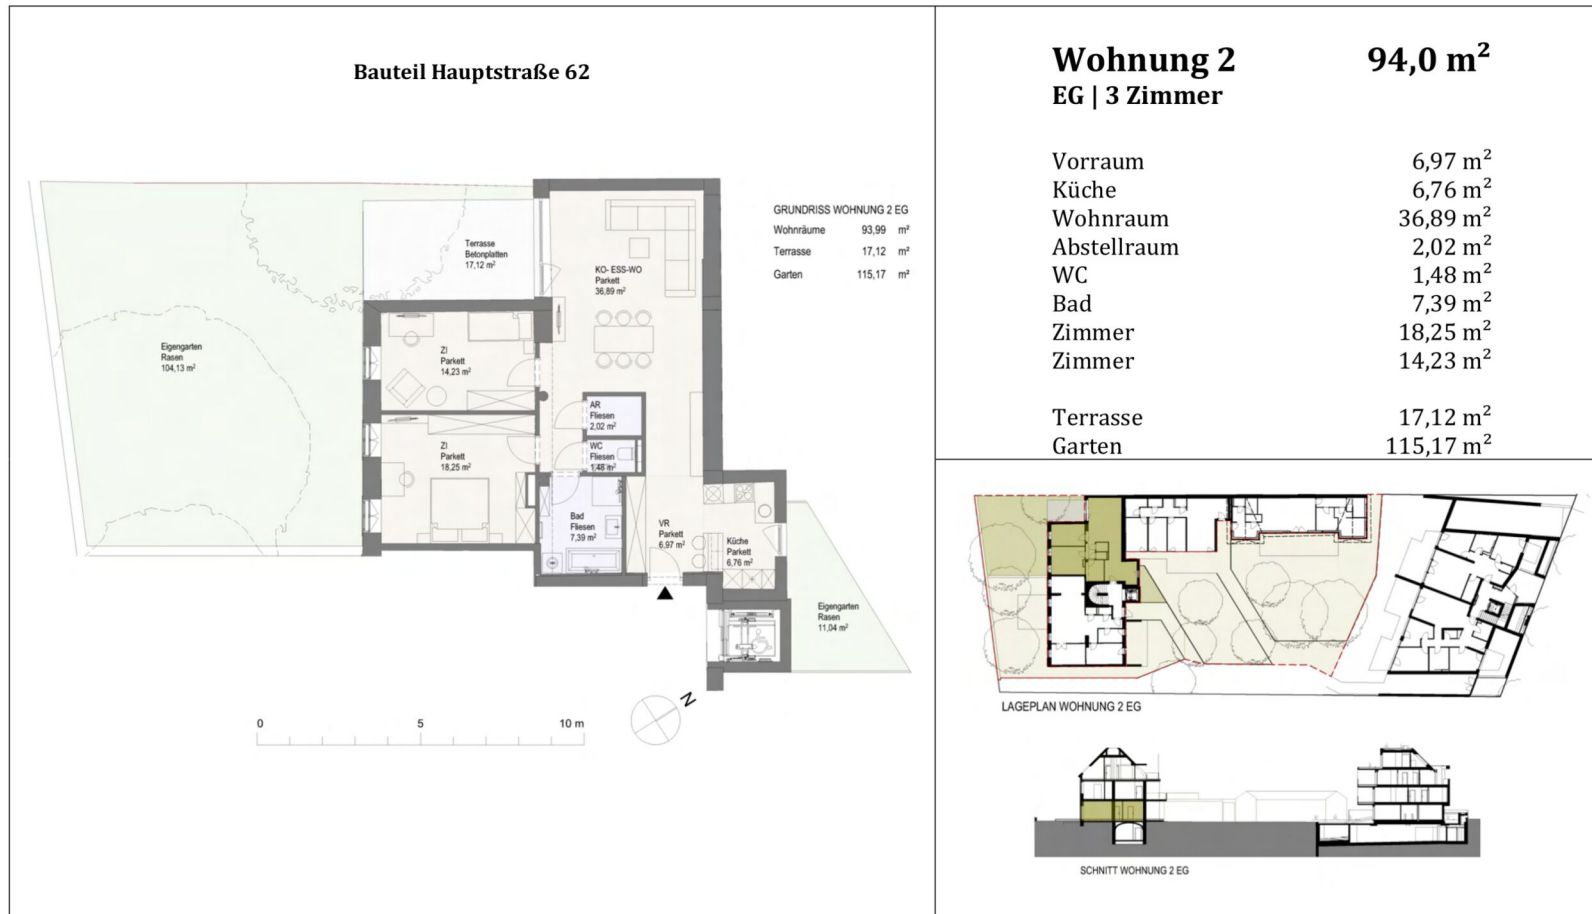 Bauteil Hauptstraße 62
Terrasse
Betonplatten
17,12 m²
KO- ESS-WO
Parkett
36,89 m²
GRUNDRISS WOHNUNG 2 EG
Wohnräume 93,99 m²
Terrasse 17,12 m²
Garten 115,17 m²
Eigengarten
Rasen
104,13 m²
ZI
Parkett
14,23 m²
AR
Fliesen
2,02 m²
WC
Fliesen
1,48 m²
ZI
Parkett
18,25 m²
Bad
Fliesen
7,39 m²
VR
Parkett
6,97 m²
Küche
Parkett
6,76 m²
Eigengarten
Rasen
11,04 m²
N
0 5 10 m
Wohnung 2 94,0 m²
EG | 3 Zimmer
Vorraum 6,97 m²
Küche 6,76 m²
Wohnraum 36,89 m²
Abstellraum 2,02 m²
WC 1,48 m²
Bad 7,39 m²
Zimmer 18,25 m²
Zimmer 14,23 m²
Terrasse 17,12 m²
Garten 115,17 m²
LAGEPLAN WOHNUNG 2 EG
SCHNITT WOHNUNG 2 EG